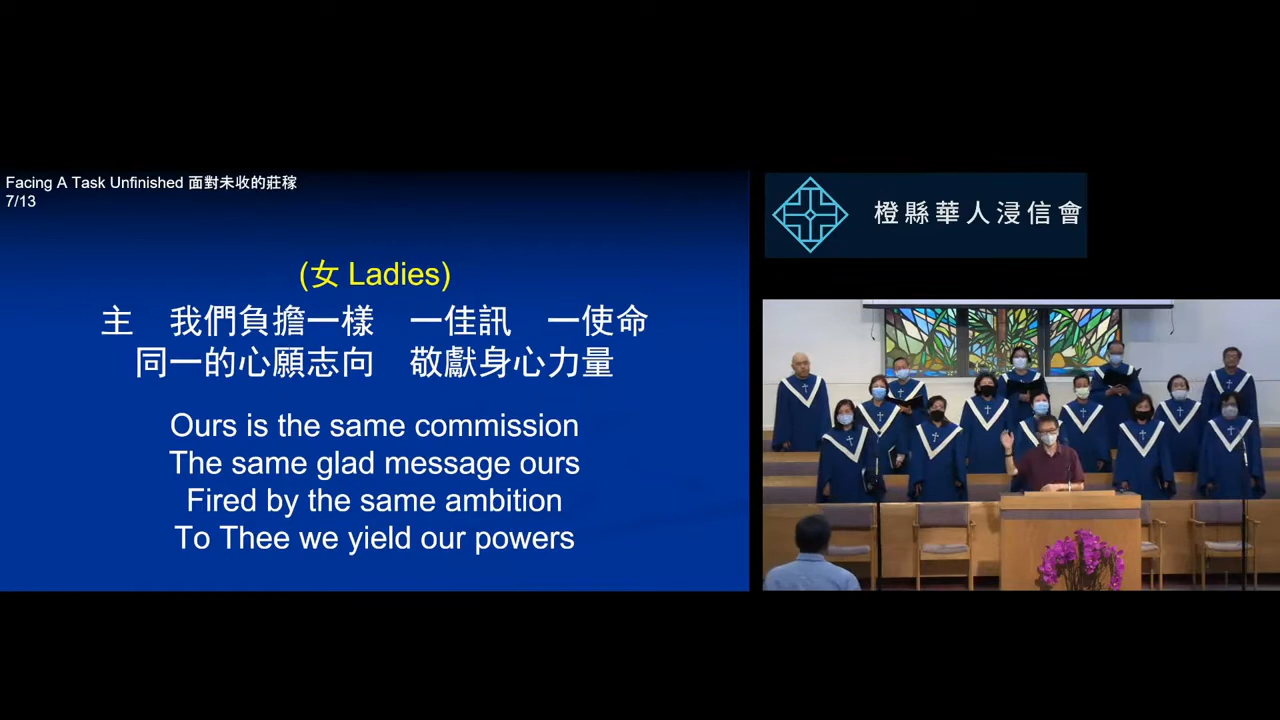 Facing A Task Unfinished 面對未收的莊稼
7/13
(女 Ladies)
主　我們負擔一樣　一佳訊　一使命
同一的心願志向　敬獻身心力量
Ours is the same commission
The same glad message ours
Fired by the same ambition
To Thee we yield our powers
橙縣華人浸信會